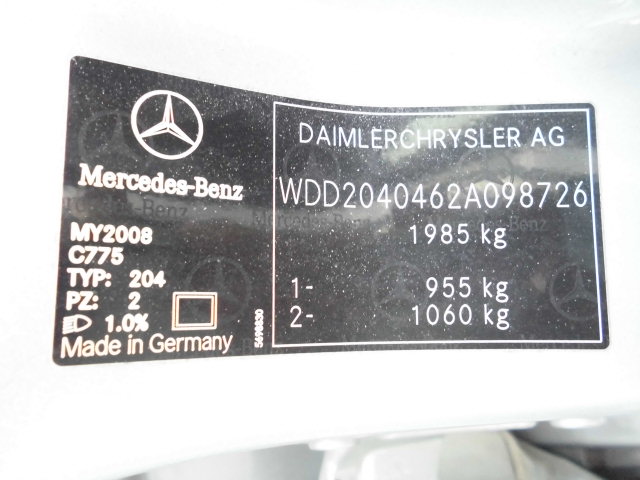 Mercedes-Benz
MY2008
C775
TYP: 204
PZ: 2
1.0%
Made in Germany
5698830
DAIMLERCHRYSLER AG
WDD2040462A098726
1985 kg
1- 955 kg
2- 1060 kg